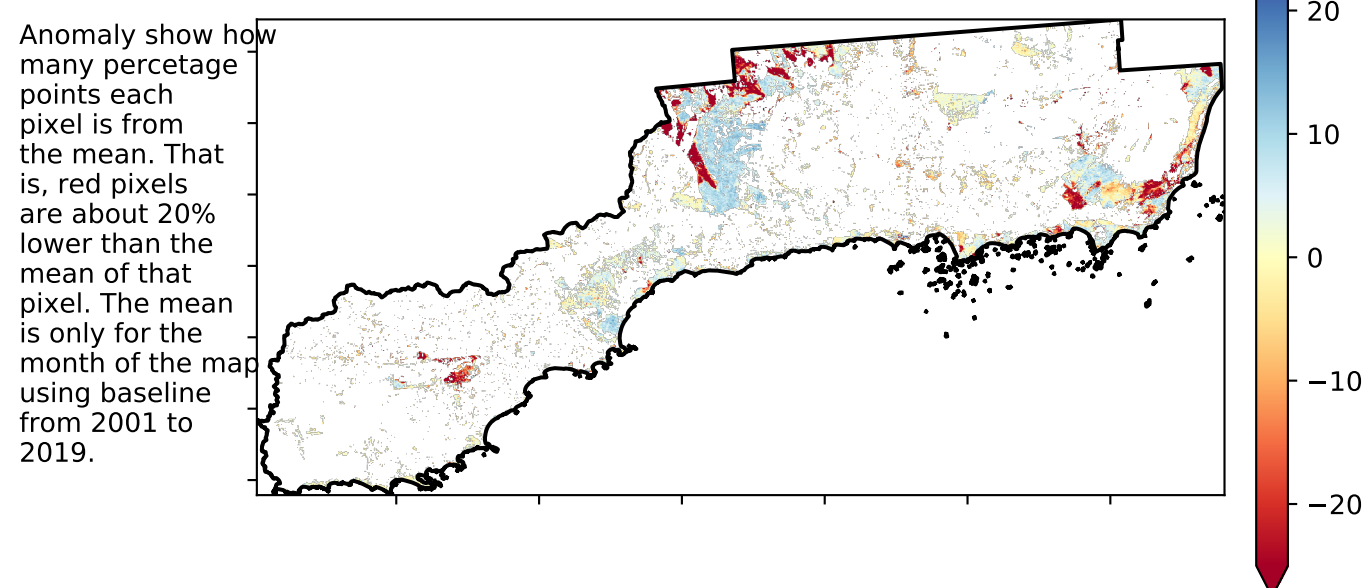 Anomaly show how
many percetage
points each
pixel is from
the mean. That
is, red pixels
are about 20%
lower than the
mean of that
pixel. The mean
is only for the
month of the map
using baseline
from 2001 to
2019.
20
10
0
−10
−20